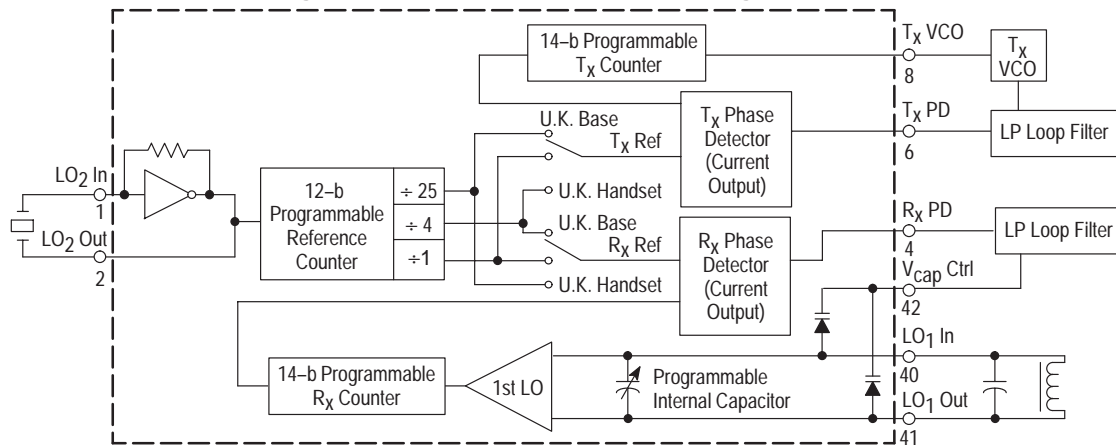 14–b Programmable
TX Counter
TX VCO
8
TX
VCO
U.K. Base
TX Ref
TX Phase
Detector
(Current
Output)
TX PD
6
LP Loop Filter
LO2 In
1
LO2 Out
2
12–b
Programmable
Reference
Counter
÷ 25
÷ 4
÷1
U.K. Handset
U.K. Base
RX Ref
U.K. Handset
RX Phase
Detector
(Current
Output)
RX PD
4
LP Loop Filter
Vcap Ctrl
42
LO1 In
40
14–b Programmable
RX Counter
1st LO
Programmable
Internal Capacitor
LO1 Out
41